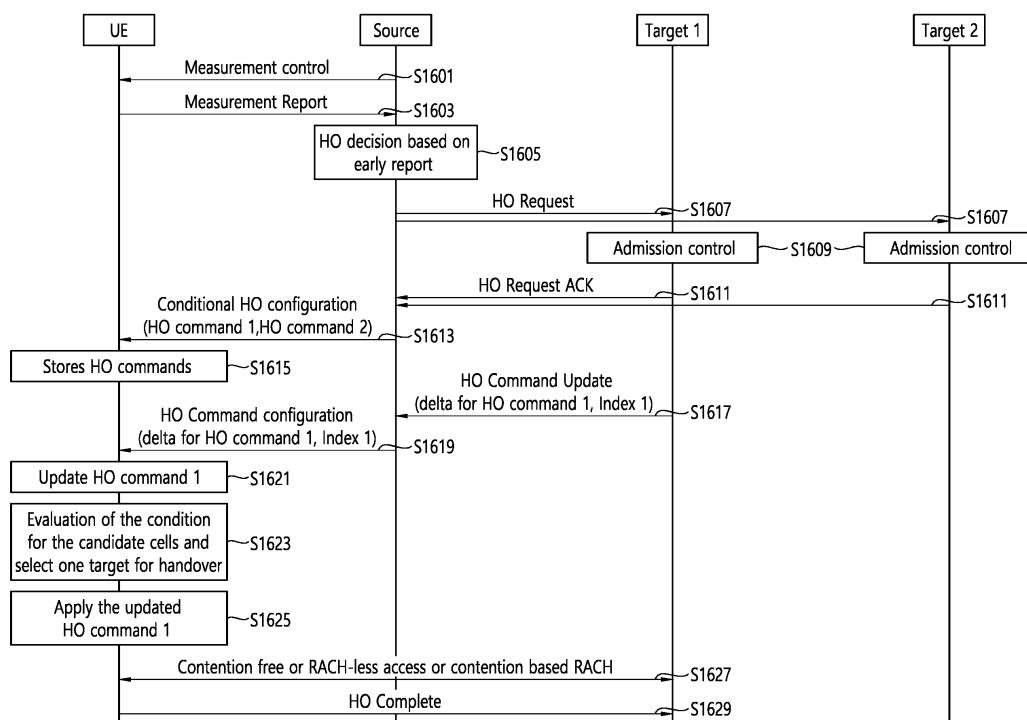 UE
Source
Target 1
Target 2
Measurement control
S1601
Measurement Report
S1603
HO decision based on
early report
S1605
HO Request
S1607
S1607
Admission control
S1609
Admission control
HO Request ACK
S1611
S1611
Conditional HO configuration
(HO command 1,HO command 2)
S1613
Stores HO commands
S1615
HO Command Update
(delta for HO command 1, Index 1)
S1617
HO Command configuration
(delta for HO command 1, Index 1)
S1619
Update HO command 1
S1621
Evaluation of the condition
for the candidate cells and
select one target for handover
S1623
Apply the updated
HO command 1
S1625
Contention free or RACH-less access or contention based RACH
S1627
HO Complete
S1629